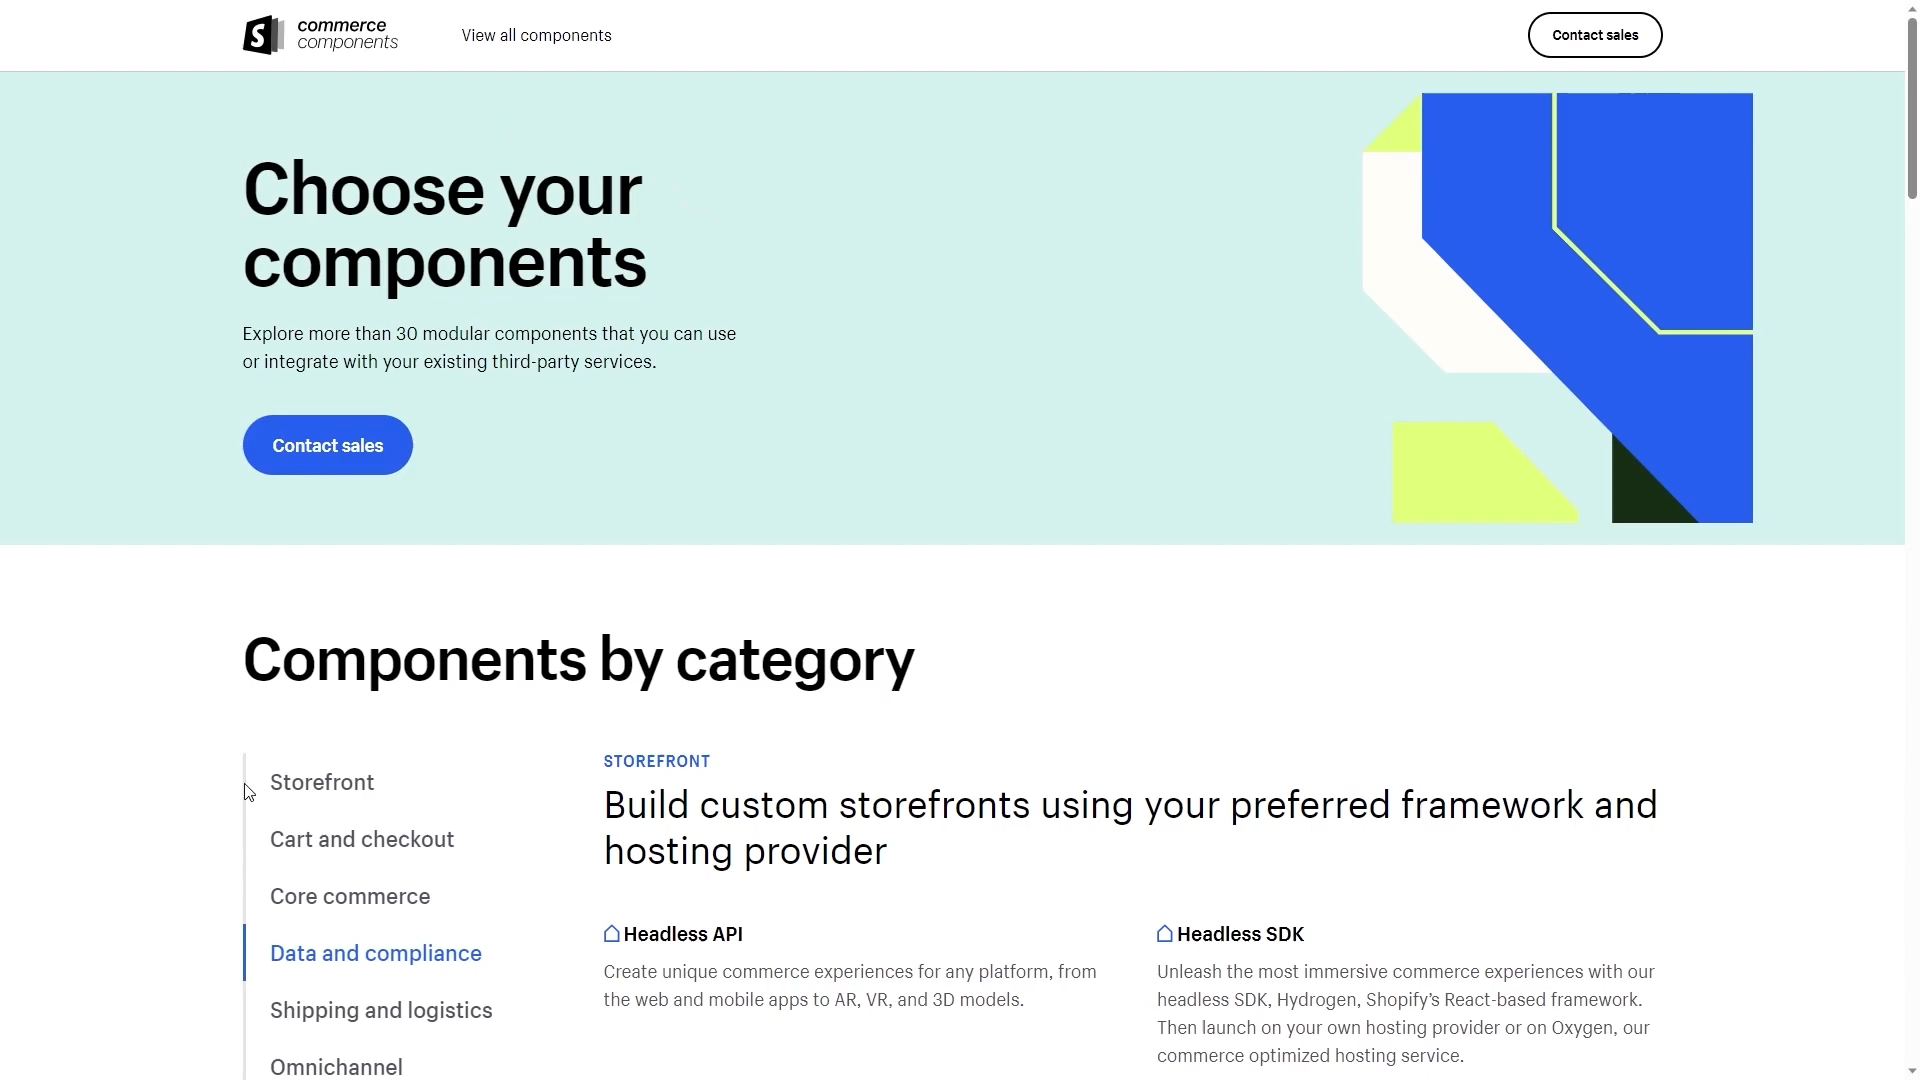 commerce
components
View all components
Contact sales
Choose your
components
Explore more than 30 modular components that you can use
or integrate with your existing third-party services.
Contact sales
Components by category
Storefront
Cart and checkout
Core commerce
Data and compliance
Shipping and logistics
Omnichannel
STOREFRONT
Build custom storefronts using your preferred framework and
hosting provider
Headless API
Create unique commerce experiences for any platform, from
the web and mobile apps to AR, VR, and 3D models.
Headless SDK
Unleash the most immersive commerce experiences with our
headless SDK, Hydrogen, Shopify’s React-based framework.
Then launch on your own hosting provider or on Oxygen, our
commerce optimized hosting service.